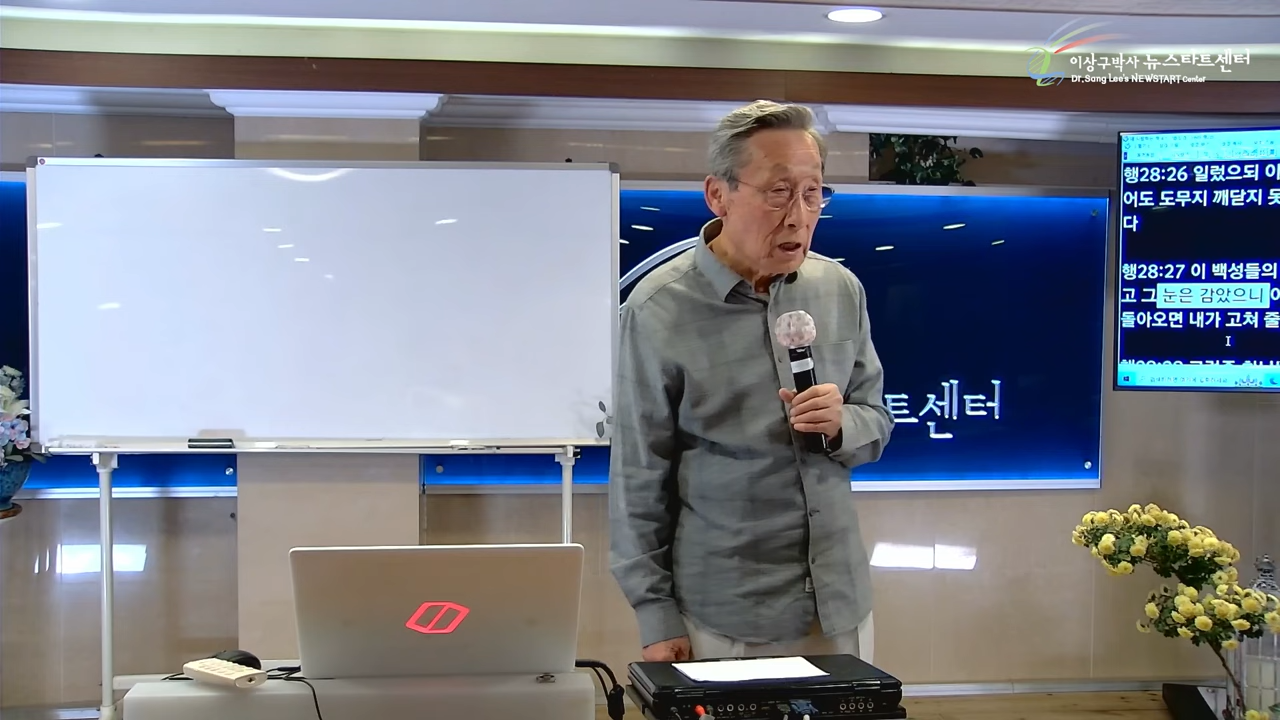 이상구박사 뉴스타트센터
Dr. Sang Lee's NEWSTART Center
행28:26 일렀으되 이
어도 도무지 깨닫지 못
다
행28:27 이 백성들의
고 그 눈은 감았으니
돌아오면 내가 고쳐 줄
트센터